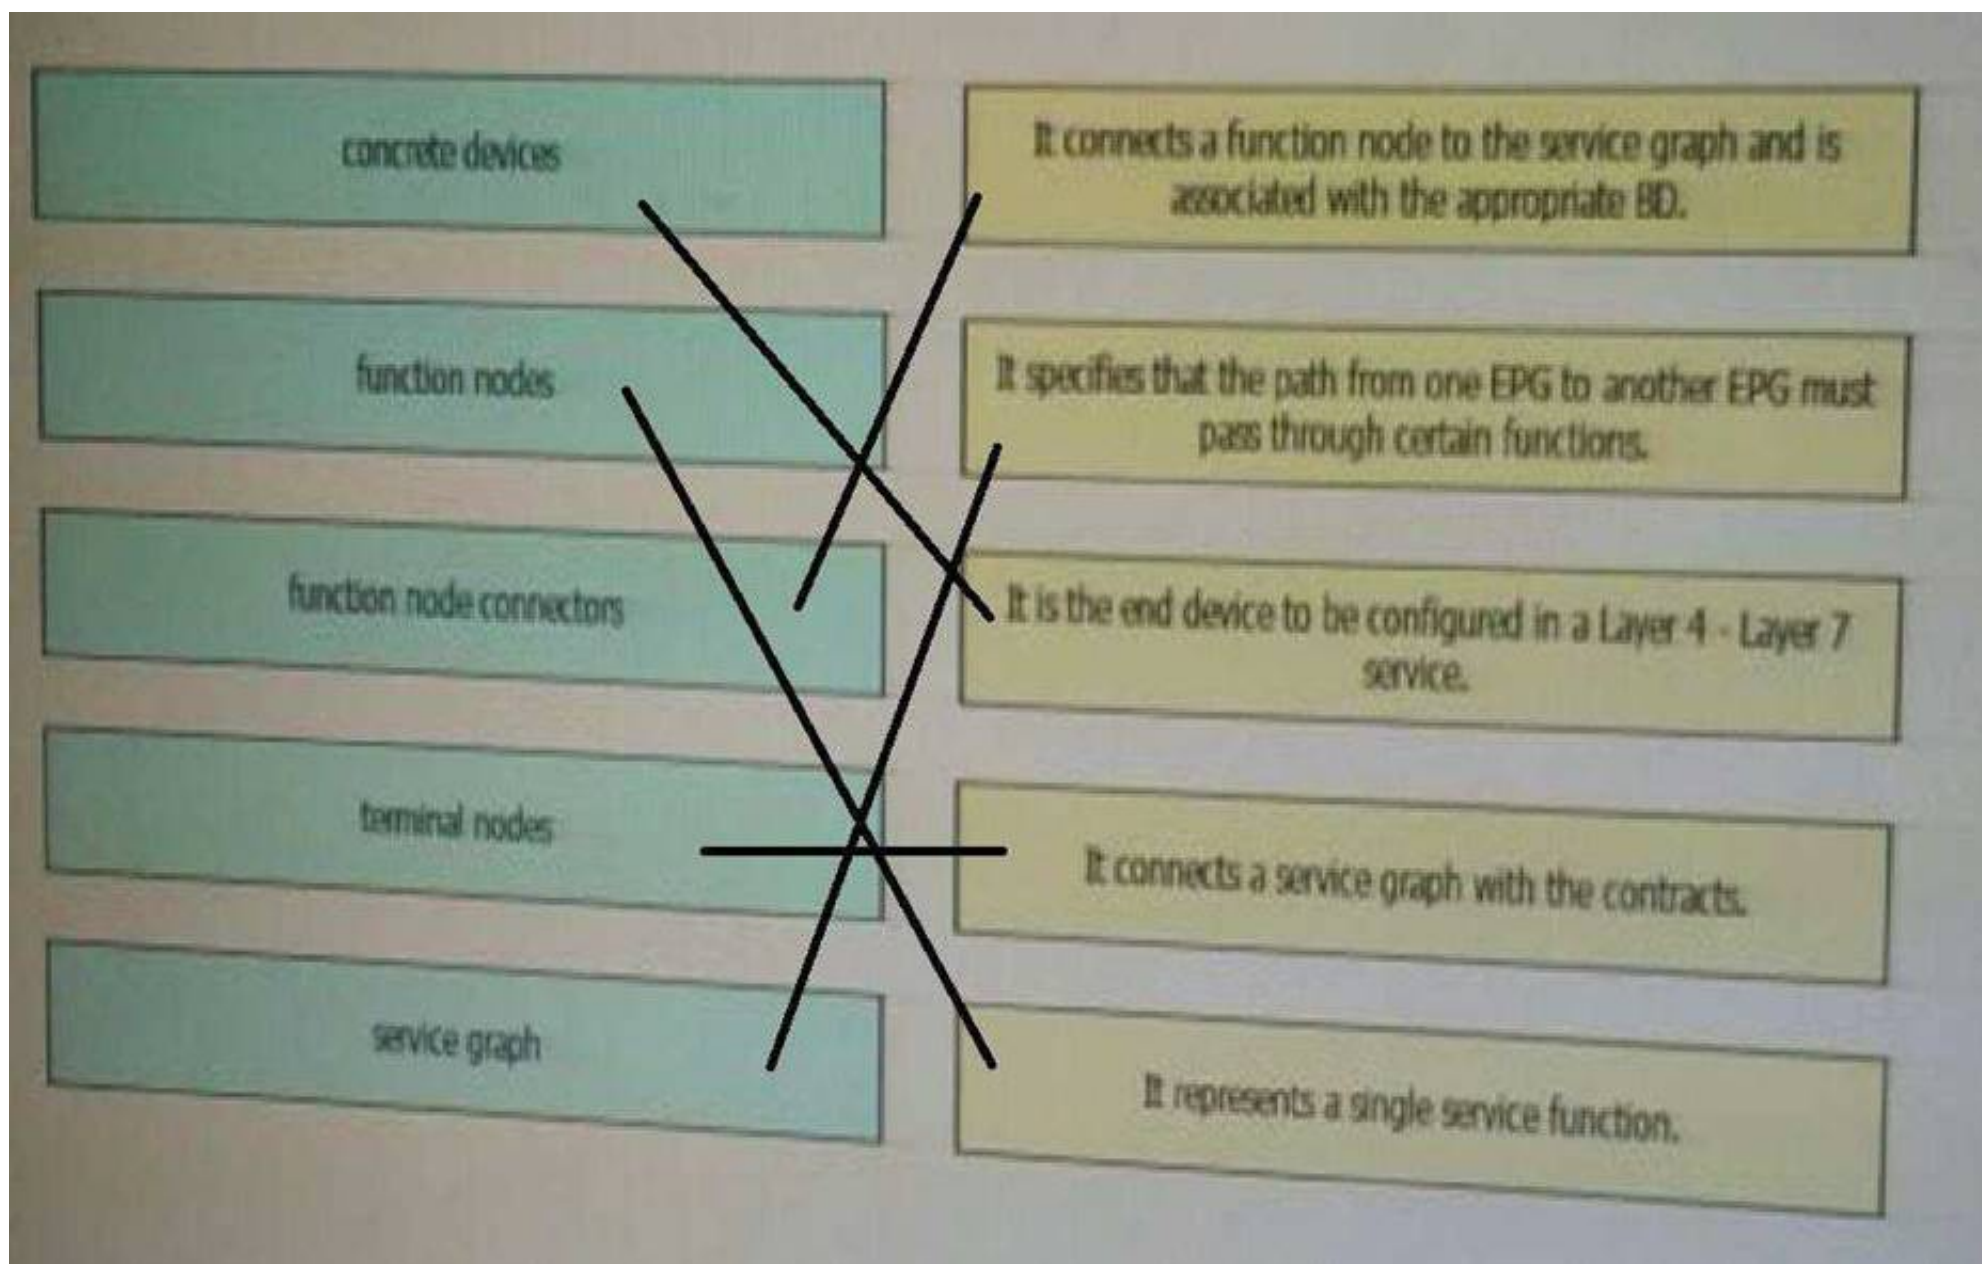 concrete devices
It connects a function node to the service graph and is
associated with the appropriate BD.
function nodes
It specifies that the path from one EPG to another EPG must
pass through certain functions.
function node connectors
It is the end device to be configured in a Layer 4 - Layer 7
service.
terminal nodes
It connects a service graph with the contracts.
service graph
It represents a single service function.